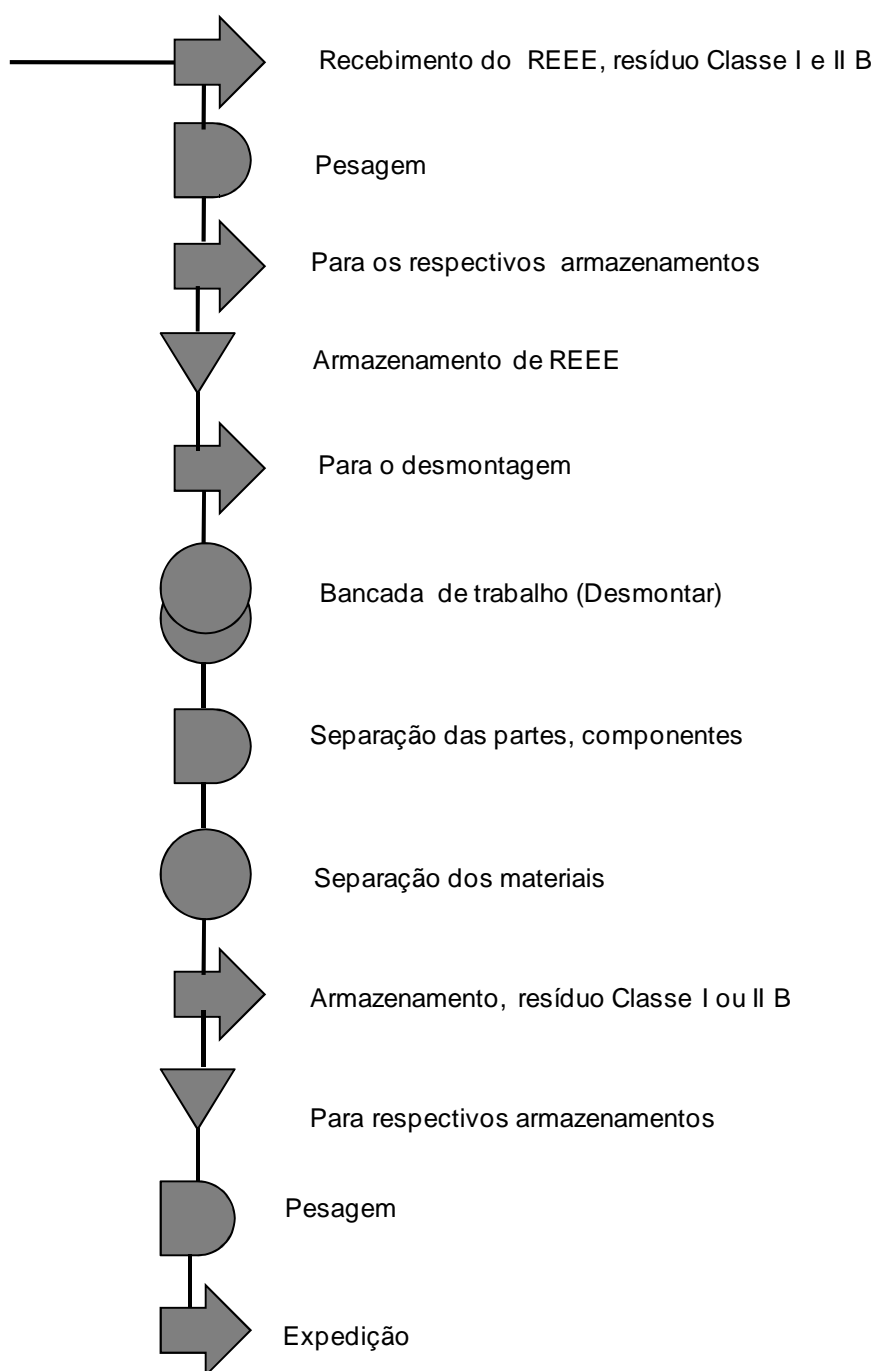 Recebimento do REEE, resíduo Classe I e II B
Pesagem
Para os respectivos armazenamentos
Armazenamento de REEE
Para o desmontagem
Bancada de trabalho (Desmontar)
Separação das partes, componentes
Separação dos materiais
Armazenamento, resíduo Classe I ou II B
Para respectivos armazenamentos
Pesagem
Expedição